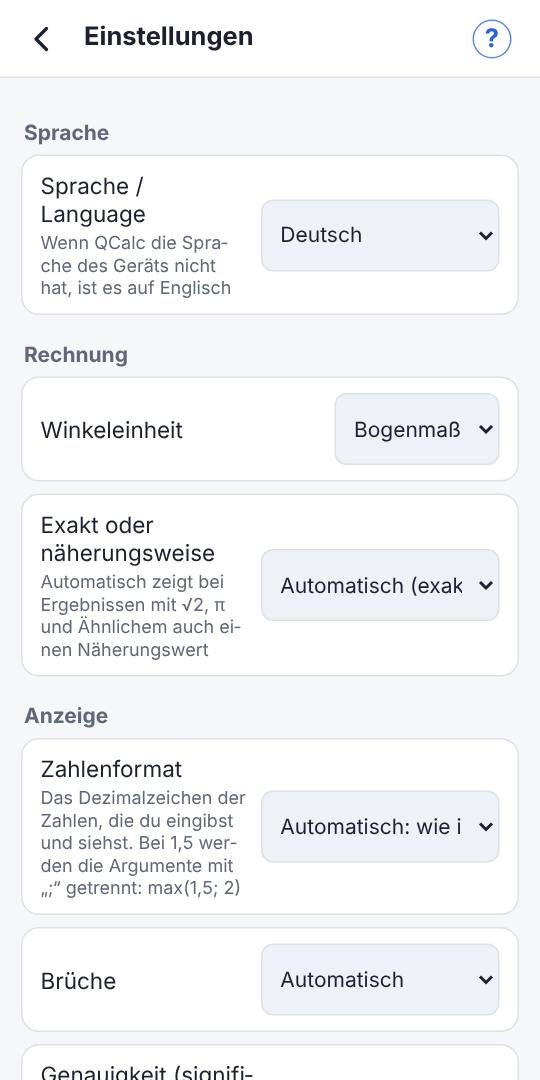 Einstellungen
?
Sprache
Sprache /
Language
Wenn QCalc die Spra-
che des Geräts nicht
hat, ist es auf Englisch
Deutsch
Rechnung
Winkeleinheit
Bogenmaß
Exakt oder
näherungsweise
Automatisch zeigt bei
Ergebnissen mit √2, π
und Ähnlichem auch ei-
nen Näherungswert
Automatisch (exak
Anzeige
Zahlenformat
Das Dezimalzeichen der
Zahlen, die du eingibst
und siehst. Bei 1,5 wer-
den die Argumente mit
„;“ getrennt: max(1,5; 2)
Automatisch: wie i
Brüche
Automatisch
Genauigkeit (signifi-